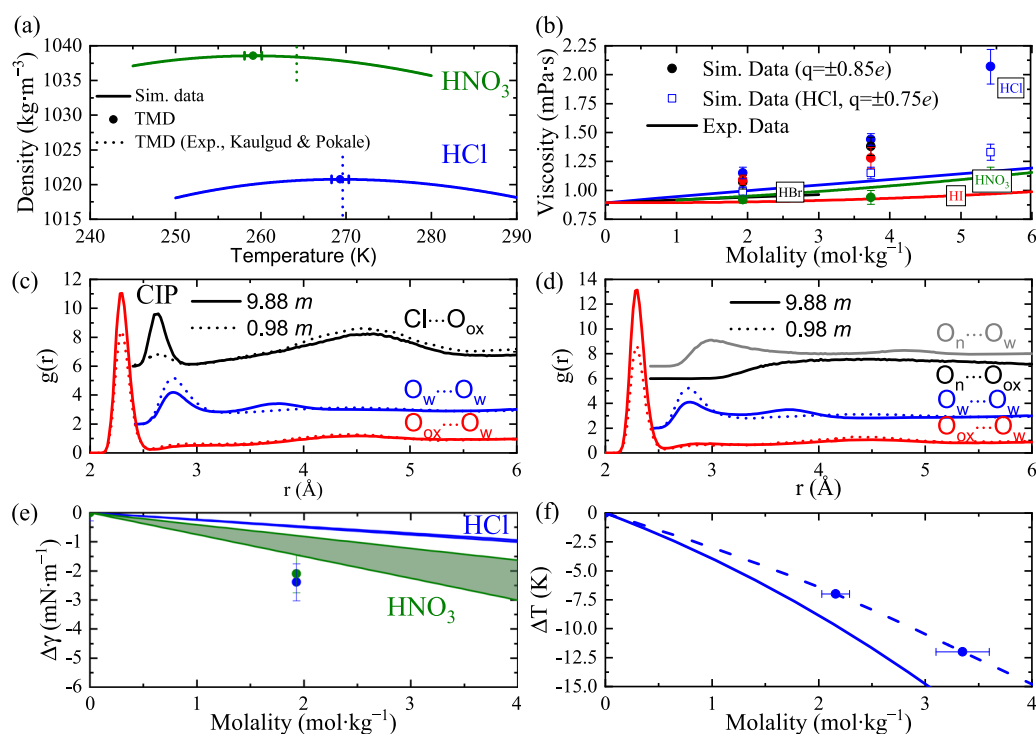 (a)
1040
1035
1030
1025
1020
1015
1010
Density (kg·m⁻³)
HNO₃
Sim. data
TMD
TMD (Exp., Kaulgud & Pokale)
HCl
240 250 260 270 280 290
Temperature (K)
(b)
2.25
2.00
1.75
1.50
1.25
1.00
0.75
Viscosity (mPa·s)
Sim. Data (q=±0.85e)
Sim. Data (HCl, q=±0.75e)
Exp. Data
HCl
HBr
HNO₃
HI
0 1 2 3 4 5 6
Molality (mol·kg⁻¹)
(c)
12
10
8
6
4
2
0
g(r)
CIP
9.88 m
0.98 m
Cl···Oox
Ow···Ow
Oox···Ow
2 3 4 5 6
r (Å)
(d)
14
12
10
8
6
4
2
0
g(r)
9.88 m
0.98 m
On···Ow
On···Oox
Ow···Ow
Oox···Ow
2 3 4 5 6
r (Å)
(e)
0
-1
-2
-3
-4
-5
-6
Δγ (mN·m⁻¹)
HCl
HNO₃
0 1 2 3 4
Molality (mol·kg⁻¹)
(f)
0
-2.5
-5.0
-7.5
-10.0
-12.5
-15.0
ΔT (K)
0 1 2 3 4
Molality (mol·kg⁻¹)